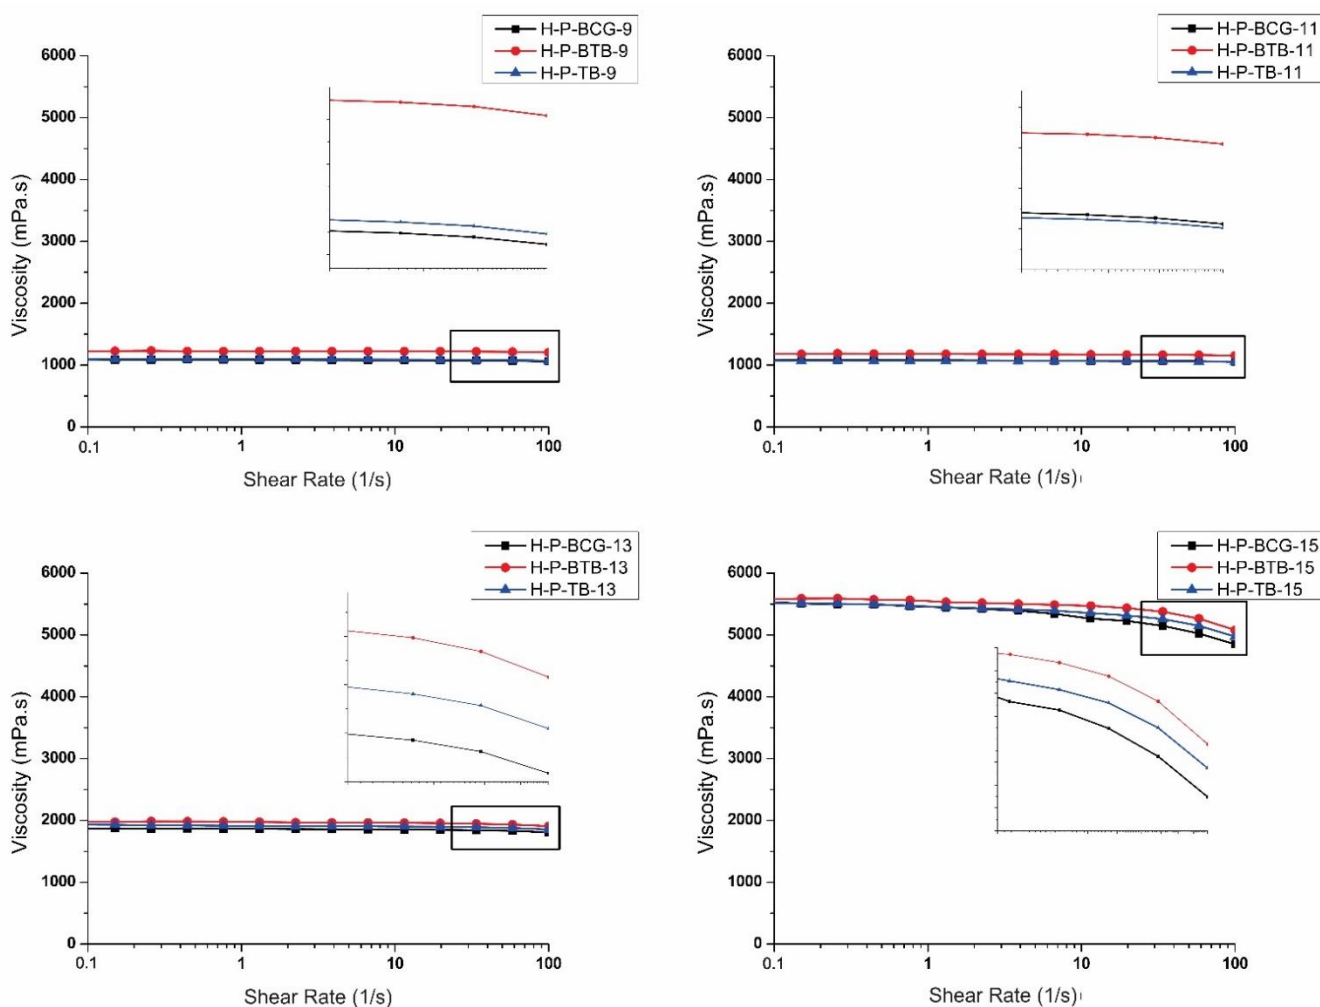 H-P-BCG-9
H-P-BTB-9
H-P-TB-9
6000
5000
4000
3000
2000
1000
0
Viscosity (mPa.s)
0.1
1
10
100
Shear Rate (1/s)
H-P-BCG-11
H-P-BTB-11
H-P-TB-11
6000
5000
4000
3000
2000
1000
0
Viscosity (mPa.s)
0.1
1
10
100
Shear Rate (1/s)
H-P-BCG-13
H-P-BTB-13
H-P-TB-13
6000
5000
4000
3000
2000
1000
0
Viscosity (mPa.s)
0.1
1
10
100
Shear Rate (1/s)
H-P-BCG-15
H-P-BTB-15
H-P-TB-15
6000
5000
4000
3000
2000
1000
0
Viscosity (mPa.s)
0.1
1
10
100
Shear Rate (1/s)